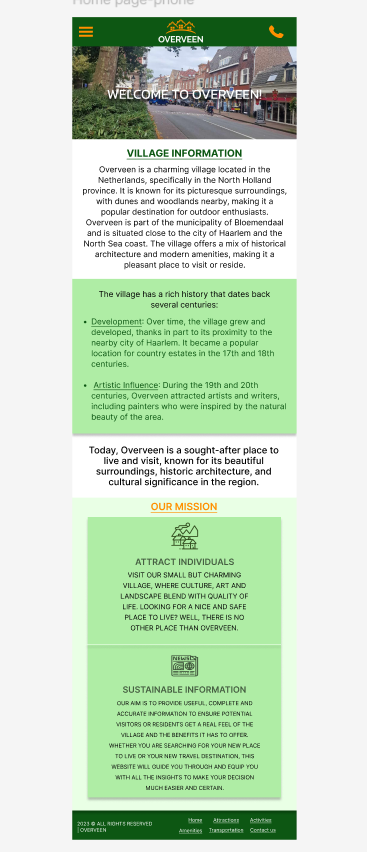 Home page-phone
OVERVEEN
WELCOME TO OVERVEEN!
VILLAGE INFORMATION
Overveen is a charming village located in the
Netherlands, specifically in the North Holland
province. It is known for its picturesque surroundings,
with dunes and woodlands nearby, making it a
popular destination for outdoor enthusiasts.
Overveen is part of the municipality of Bloemendaal
and is situated close to the city of Haarlem and the
North Sea coast. The village offers a mix of historical
architecture and modern amenities, making it a
pleasant place to visit or reside.
The village has a rich history that dates back
several centuries:
• Development: Over time, the village grew and
developed, thanks in part to its proximity to the
nearby city of Haarlem. It became a popular
location for country estates in the 17th and 18th
centuries.
• Artistic Influence: During the 19th and 20th
centuries, Overveen attracted artists and writers,
including painters who were inspired by the natural
beauty of the area.
Today, Overveen is a sought-after place to
live and visit, known for its beautiful
surroundings, historic architecture, and
cultural significance in the region.
OUR MISSION
ATTRACT INDIVIDUALS
VISIT OUR SMALL BUT CHARMING
VILLAGE, WHERE CULTURE, ART AND
LANDSCAPE BLEND WITH QUALITY OF
LIFE. LOOKING FOR A NICE AND SAFE
PLACE TO LIVE? WELL, THERE IS NO
OTHER PLACE THAN OVERVEEN.
SUSTAINABLE INFORMATION
OUR AIM IS TO PROVIDE USEFUL, COMPLETE AND
ACCURATE INFORMATION TO ENSURE POTENTIAL
VISITORS OR RESIDENTS GET A REAL FEEL OF THE
VILLAGE AND THE BENEFITS IT HAS TO OFFER.
WHETHER YOU ARE SEARCHING FOR YOUR NEW PLACE
TO LIVE OR YOUR NEW TRAVEL DESTINATION, THIS
WEBSITE WILL GUIDE YOU THROUGH AND EQUIP YOU
WITH ALL THE INSIGHTS TO MAKE YOUR DECISION
MUCH EASIER AND CERTAIN.
2023 © ALL RIGHTS RESERVED
| OVERVEEN
Home Attractions Activities
Amenities Transportation Contact us